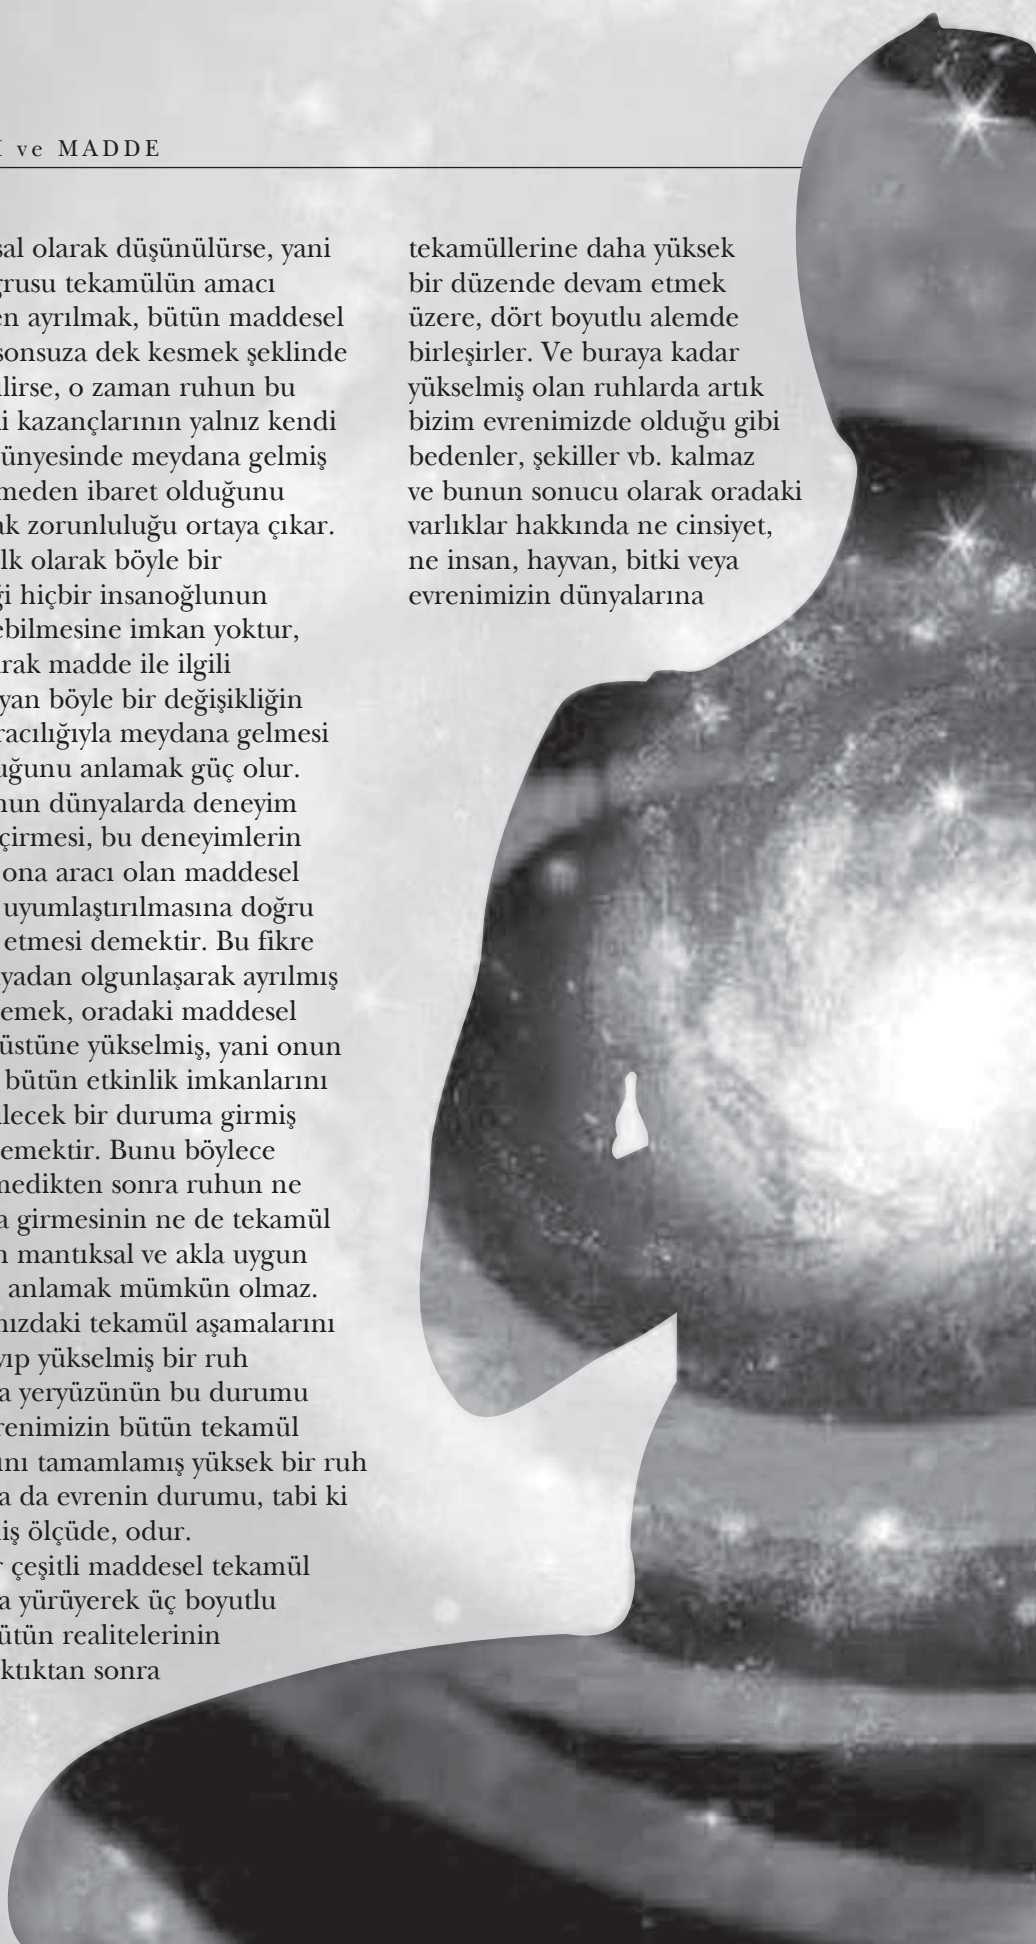 ve MADDE
sal olarak düşünülürse, yani
ğrusu tekamülün amacı
en ayrılmak, bütün maddesel
sonsuza dek kesmek şeklinde
ilirse, o zaman ruhun bu
ki kazançlarının yalnız kendi
ünyesinde meydana gelmiş
meden ibaret olduğunu
ak zorunluluğu ortaya çıkar.
lk olarak böyle bir
ği hiçbir insanoğlunun
ebilmesine imkan yoktur,
arak madde ile ilgili
yan böyle bir değişikliğin
racılığıyla meydana gelmesi
uğunu anlamak güç olur.
nun dünyalarda deneyim
çirmesi, bu deneyimlerin
ona aracı olan maddesel
uyumlaştırılmasına doğru
etmesi demektir. Bu fikre
yadan olgunlaşarak ayrılmış
emek, oradaki maddesel
üstüne yükselmiş, yani onun
bütün etkinlik imkanlarını
ilecek bir duruma girmiş
emektir. Bunu böylece
medikten sonra ruhun ne
a girmesinin ne de tekamül
n mantıksal ve akla uygun
anlamak mümkün olmaz.
mızdaki tekamül aşamalarını
yıp yükselmiş bir ruh
a yeryüzünün bu durumu
renimizin bütün tekamül
ını tamamlamış yüksek bir ruh
a da evrenin durumu, tabi ki
iş ölçüde, odur.
r çeşitli maddesel tekamül
a yürüyerek üç boyutlu
ütün realitelerinin
ktıktan sonra
tekamüllerine daha yüksek
bir düzende devam etmek
üzere, dört boyutlu alemde
birleşirler. Ve buraya kadar
yükselmiş olan ruhlarda artık
bizim evrenimizde olduğu gibi
bedenler, şekiller vb. kalmaz
ve bunun sonucu olarak oradaki
varlıklar hakkında ne cinsiyet,
ne insan, hayvan, bitki veya
evrenimizin dünyalarına